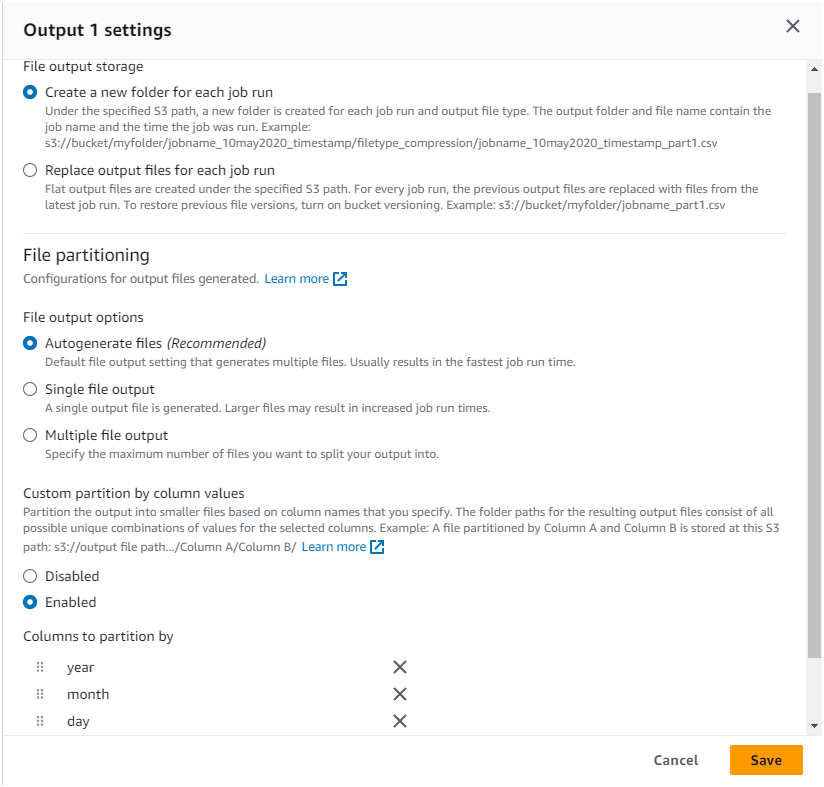 Output 1 settings
File output storage
Create a new folder for each job run
Under the specified S3 path, a new folder is created for each job run and output file type. The output folder and file name contain the
job name and the time the job was run. Example:
s3://bucket/myfolder/jobname_10may2020_timestamp/filetype_compression/jobname_10may2020_timestamp_part1.csv
Replace output files for each job run
Flat output files are created under the specified S3 path. For every job run, the previous output files are replaced with files from the
latest job run. To restore previous file versions, turn on bucket versioning. Example: s3://bucket/myfolder/jobname_part1.csv
File partitioning
Configurations for output files generated. Learn more
File output options
Autogenerate files (Recommended)
Default file output setting that generates multiple files. Usually results in the fastest job run time.
Single file output
A single output file is generated. Larger files may result in increased job run times.
Multiple file output
Specify the maximum number of files you want to split your output into.
Custom partition by column values
Partition the output into smaller files based on column names that you specify. The folder paths for the resulting output files consist of all
possible unique combinations of values for the selected columns. Example: A file partitioned by Column A and Column B is stored at this S3
path: s3://output file path.../Column A/Column B/ Learn more
Disabled
Enabled
Columns to partition by
year
month
day
Cancel Save